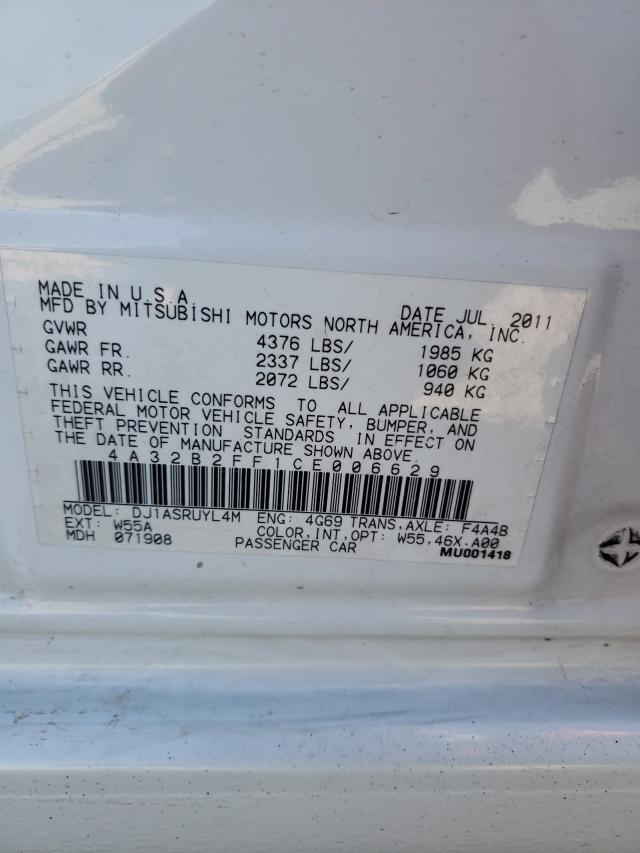 MADE IN U.S.A. DATE JUL. 2011
MFD BY MITSUBISHI MOTORS NORTH AMERICA, INC.
GVWR 4376 LBS/ 1985 KG
GAWR FR. 2337 LBS/ 1060 KG
GAWR RR. 2072 LBS/ 940 KG
THIS VEHICLE CONFORMS TO ALL APPLICABLE
FEDERAL MOTOR VEHICLE SAFETY, BUMPER, AND
THEFT PREVENTION STANDARDS IN EFFECT ON
THE DATE OF MANUFACTURE SHOWN ABOVE.
4A32B2FF1CE006629
MODEL: DJ1ASRUYL4M ENG: 4G69 TRANS,AXLE: F4A4B
EXT: W55A COLOR,INT,OPT: W55.46X.A00
MDH 071908 PASSENGER CAR MU001418